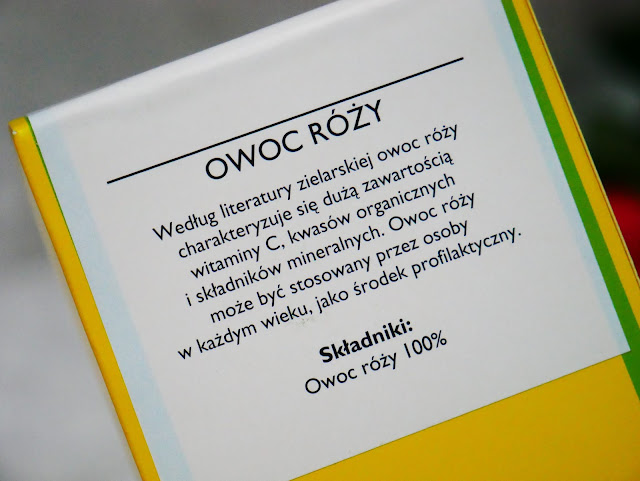 OWOC RÓŻY
Według literatury zielarskiej owoc róży
charakteryzuje się dużą zawartością
witaminy C, kwasów organicznych
i składników mineralnych. Owoc róży
może być stosowany przez osoby
w każdym wieku, jako środek profilaktyczny.
Składniki:
Owoc róży 100%